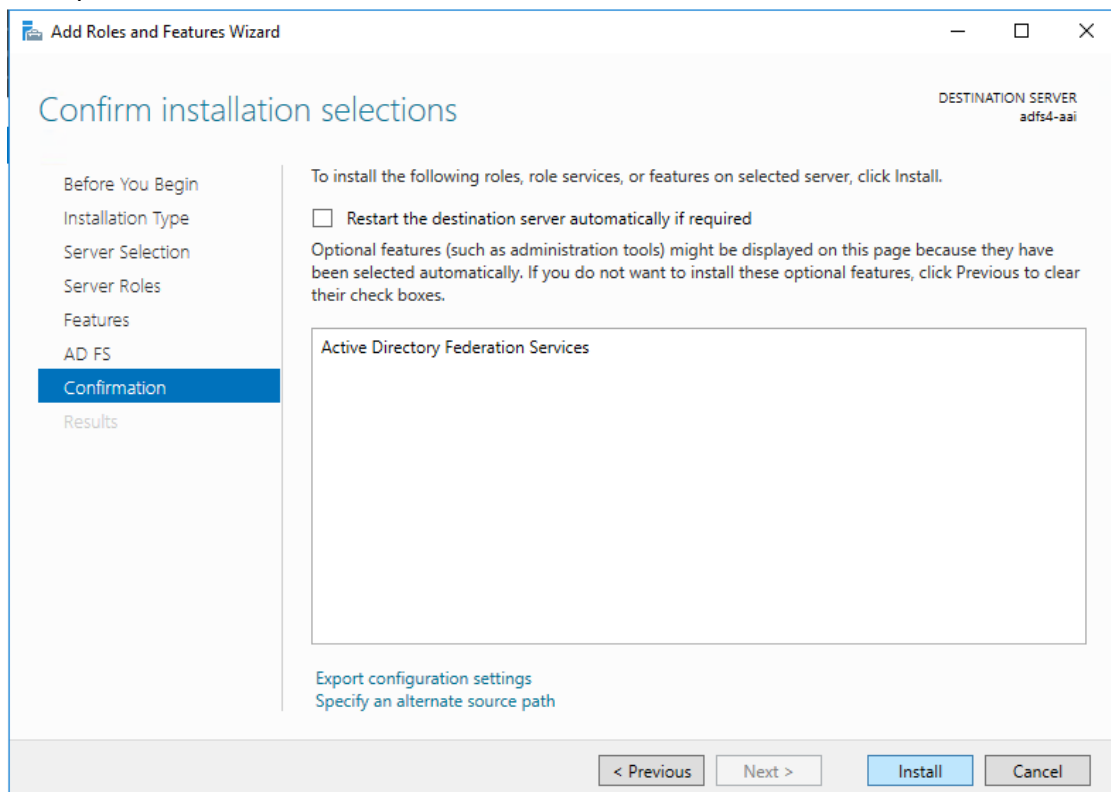 Add Roles and Features Wizard
Confirm installation selections
DESTINATION SERVER
adfs4-aai
Before You Begin
Installation Type
Server Selection
Server Roles
Features
AD FS
Confirmation
Results
To install the following roles, role services, or features on selected server, click Install.
Restart the destination server automatically if required
Optional features (such as administration tools) might be displayed on this page because they have
been selected automatically. If you do not want to install these optional features, click Previous to clear
their check boxes.
Active Directory Federation Services
Export configuration settings
Specify an alternate source path
< Previous
Next >
Install
Cancel